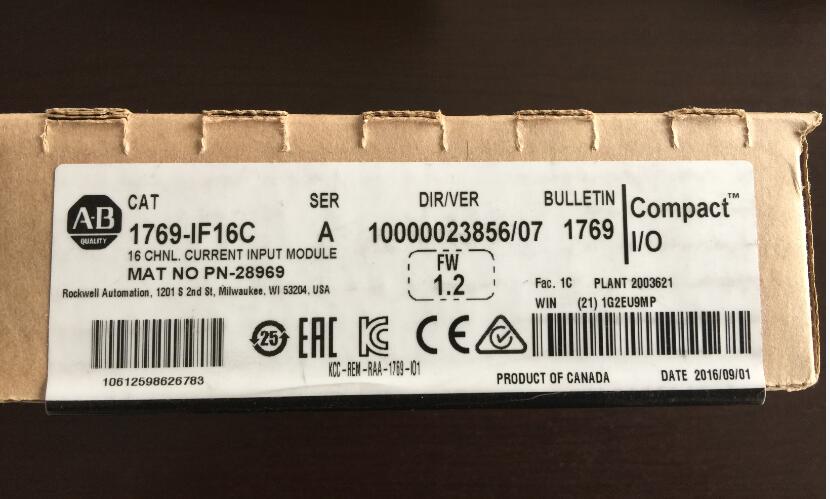 A-B
QUALITY
CAT
SER
DIR/VER
BULLETIN
1769-IF16C
A
10000023856/07
1769
Compact™
I/O
16 CHNL. CURRENT INPUT MODULE
MAT NO PN-28969
Rockwell Automation, 1201 S 2nd St, Milwaukee, WI 53204, USA
FW
1.2
Fac. 1C PLANT 2003621
WIN (21) 1G2EU9MP
25
EAC
KC
CE
KCC-REM-RAA-1769-IO1
10612598626783
PRODUCT OF CANADA
DATE 2016/09/01